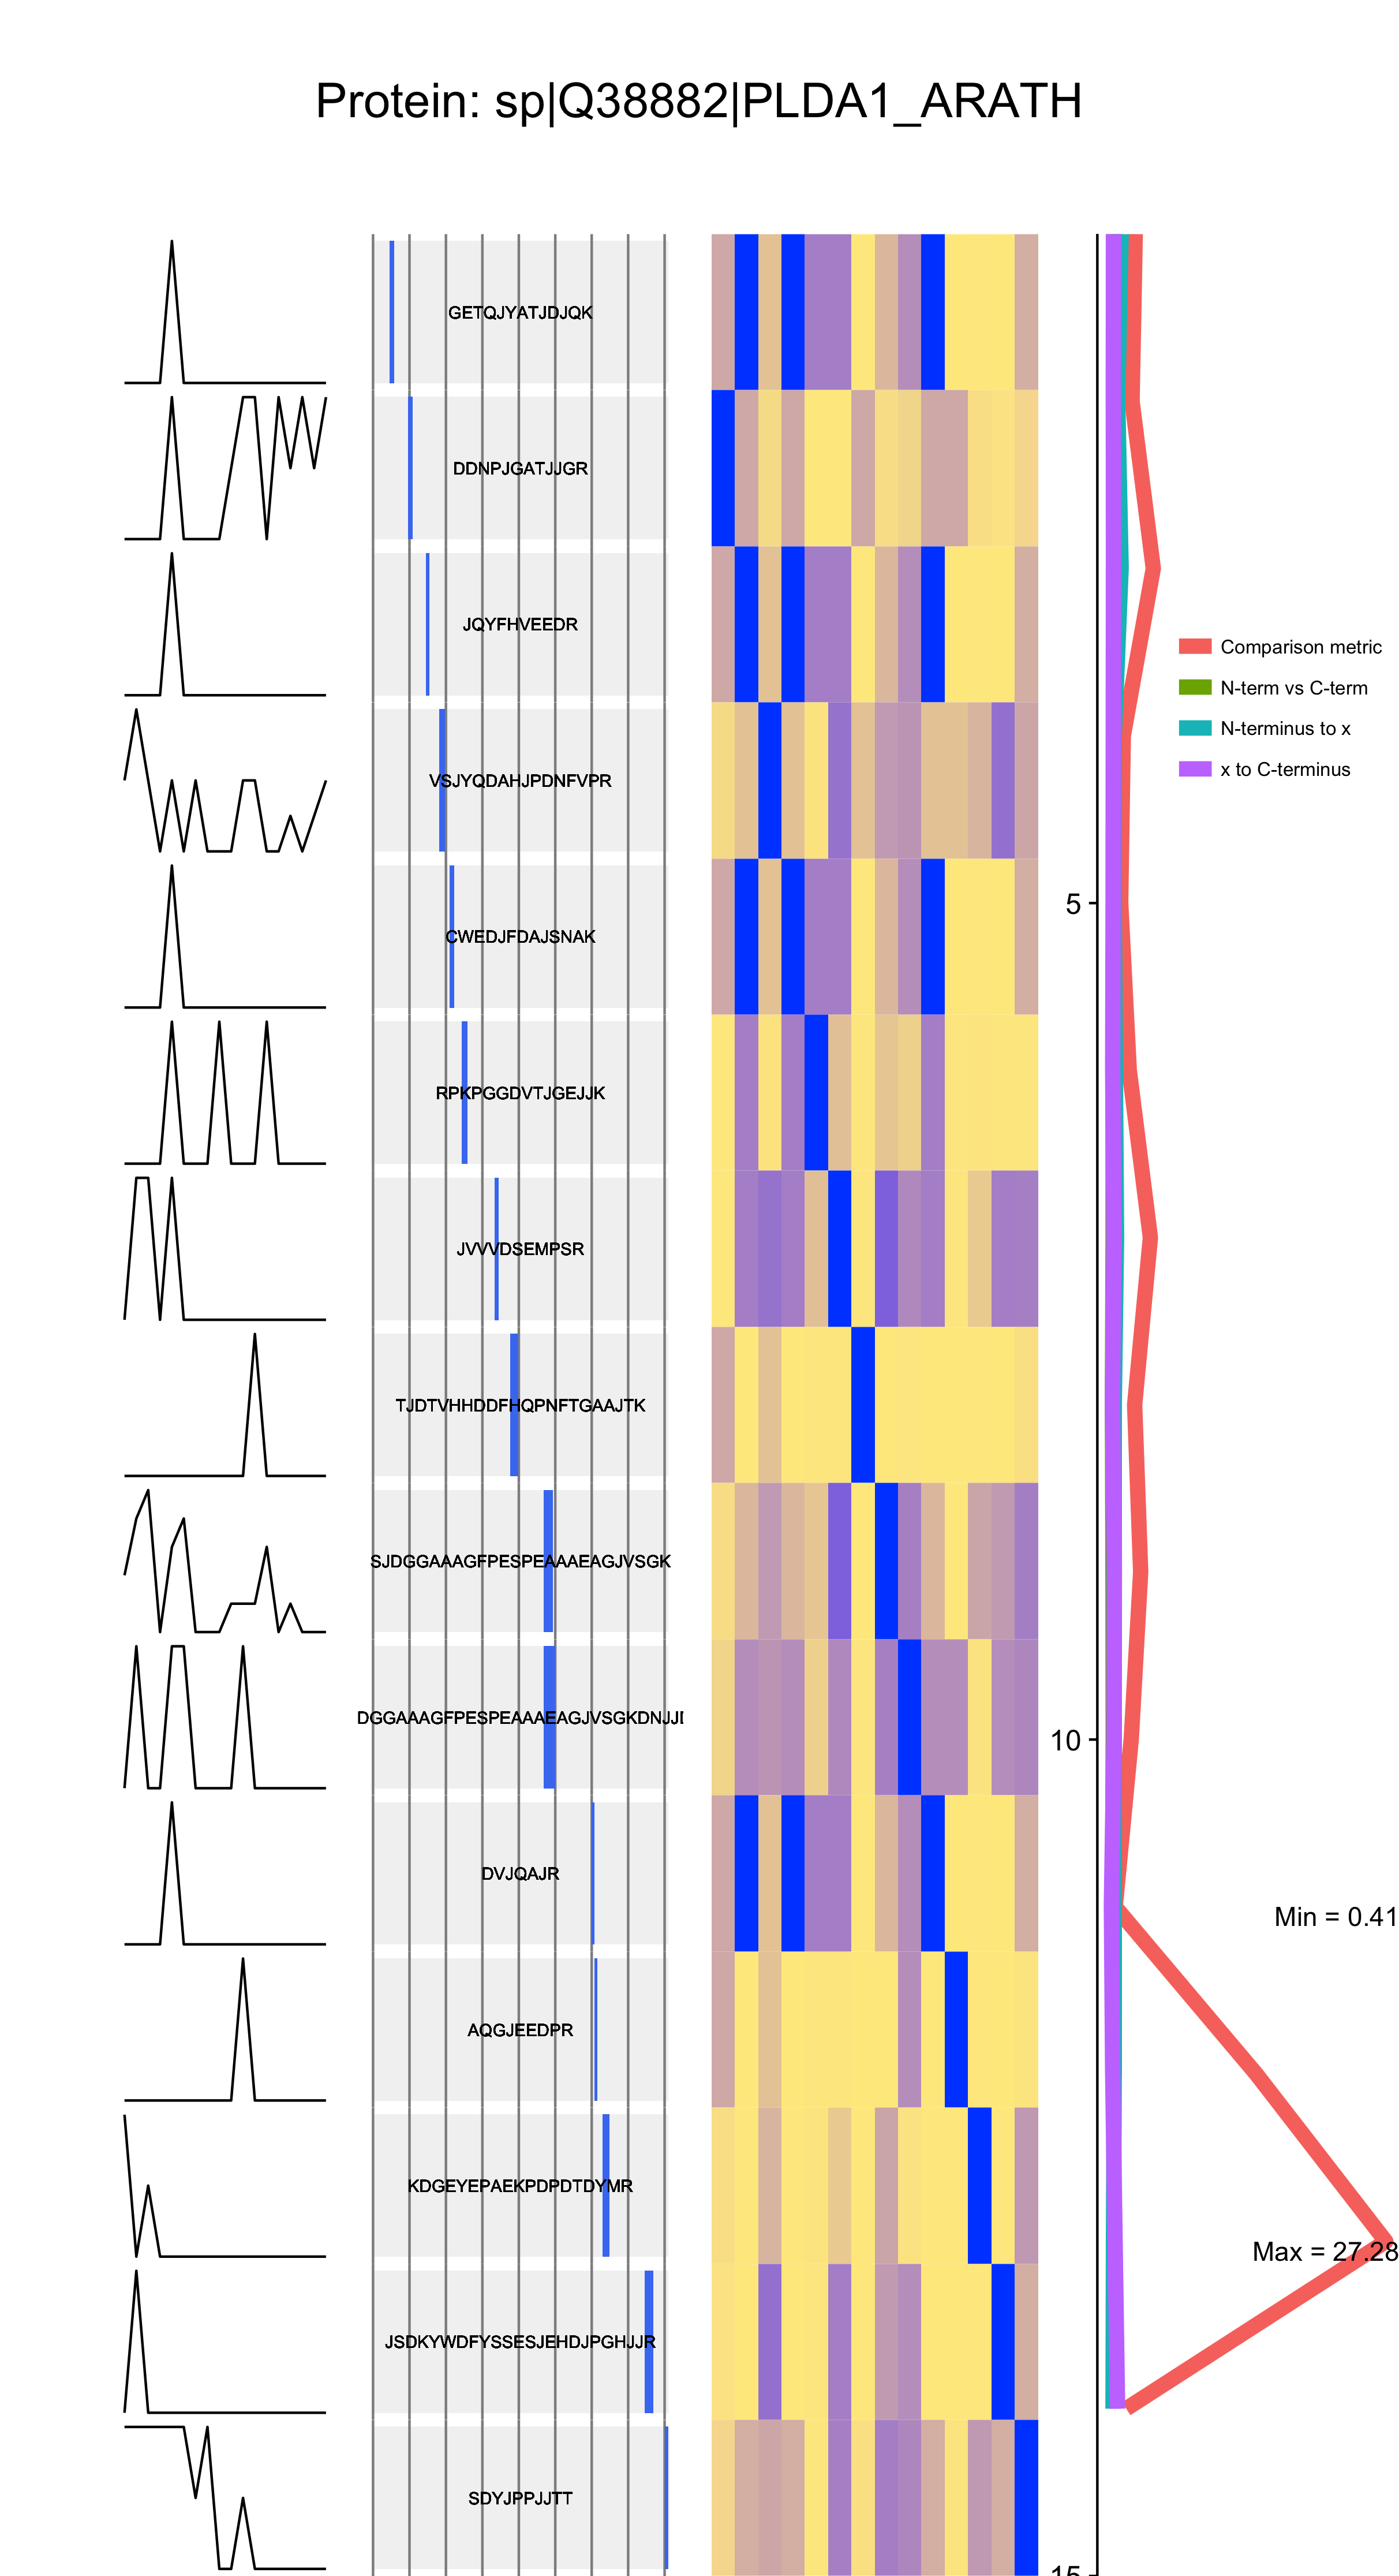 Protein: sp|Q38882|PLDA1_ARATH
GETQJYATJDJQK
DDNPJGATJJGR
JQYFHVEEDR
Comparison metric
N-term vs C-term
N-terminus to x
x to C-terminus
VSJYQDAHJPDNFVPR
5
CWEDJFDAJSNAK
RPKPGGDVTJGEJJK
JVVVDSEMPSR
TJDTVHHDDFHQPNFTGAAJTK
SJDGGAAAGFPESPEAAAEAGJVSGK
DGGAAAGFPESPEAAAEAGJVSGKDNJJ
10
DVJQAJR
Min = 0.41
AQGJEEDPR
KDGEYEPAEKPDPDTDYMR
Max = 27.28
JSDKYWDFYSSESJEHDJPGHJJR
SDYJPPJJTT
15